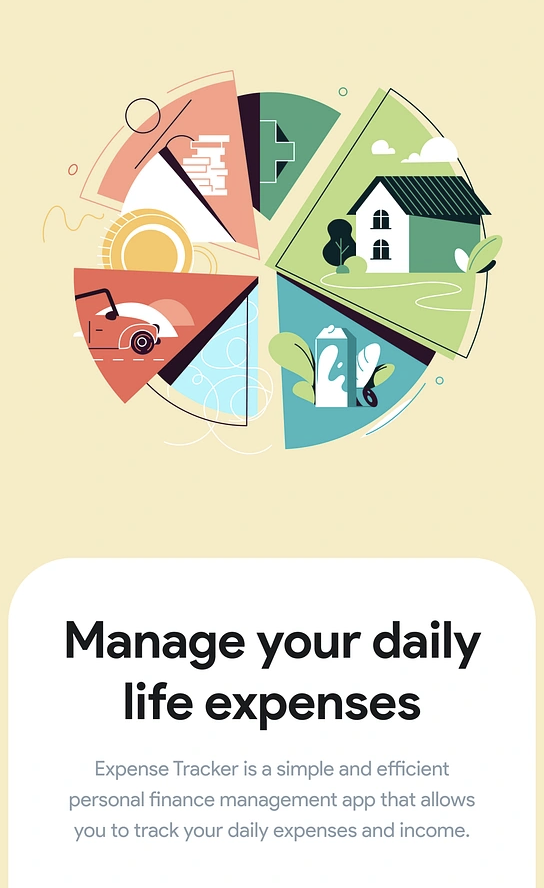 Manage your daily
life expenses
Expense Tracker is a simple and efficient
personal finance management app that allows
you to track your daily expenses and income.